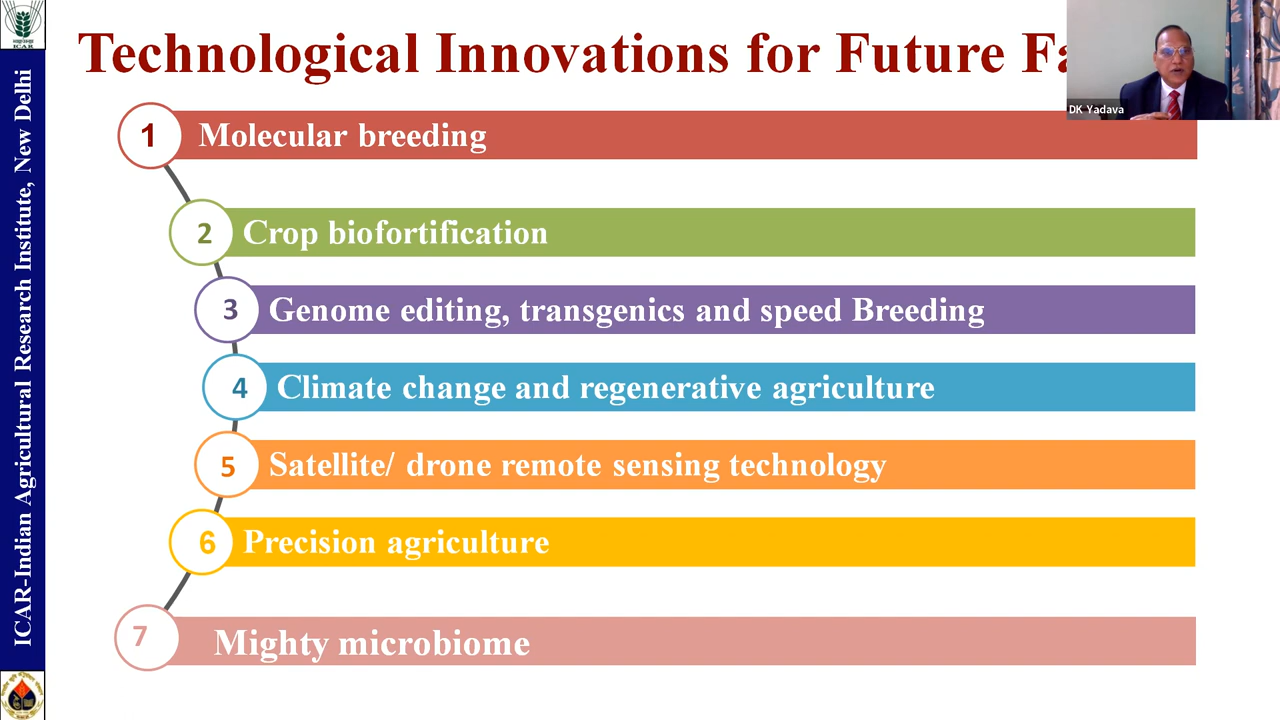 Technological Innovations for Future
DK Yadava
1 Molecular breeding
2 Crop biofortification
3 Genome editing, transgenics and speed Breeding
4 Climate change and regenerative agriculture
5 Satellite/ drone remote sensing technology
6 Precision agriculture
7 Mighty microbiome
ICAR
ICAR-Indian Agricultural Research Institute, New Delhi